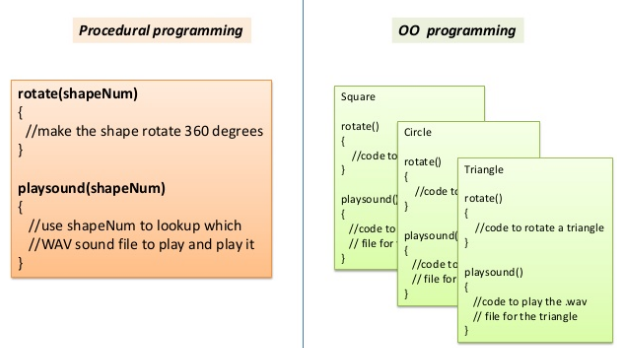 Procedural programming
rotate(shapeNum)
{
//make the shape rotate 360 degrees
}
playsound(shapeNum)
{
//use shapeNum to lookup which
//WAV sound file to play and play it
}
OO programming
Square
rotate()
{
//code to
}
playsound()
{
//code to
// file for
}
Circle
rotate()
{
//code to
}
playsound(
{
//code to
// file for
}
Triangle
rotate()
{
//code to rotate a triangle
}
playsound()
{
//code to play the .wav
// file for the triangle
}